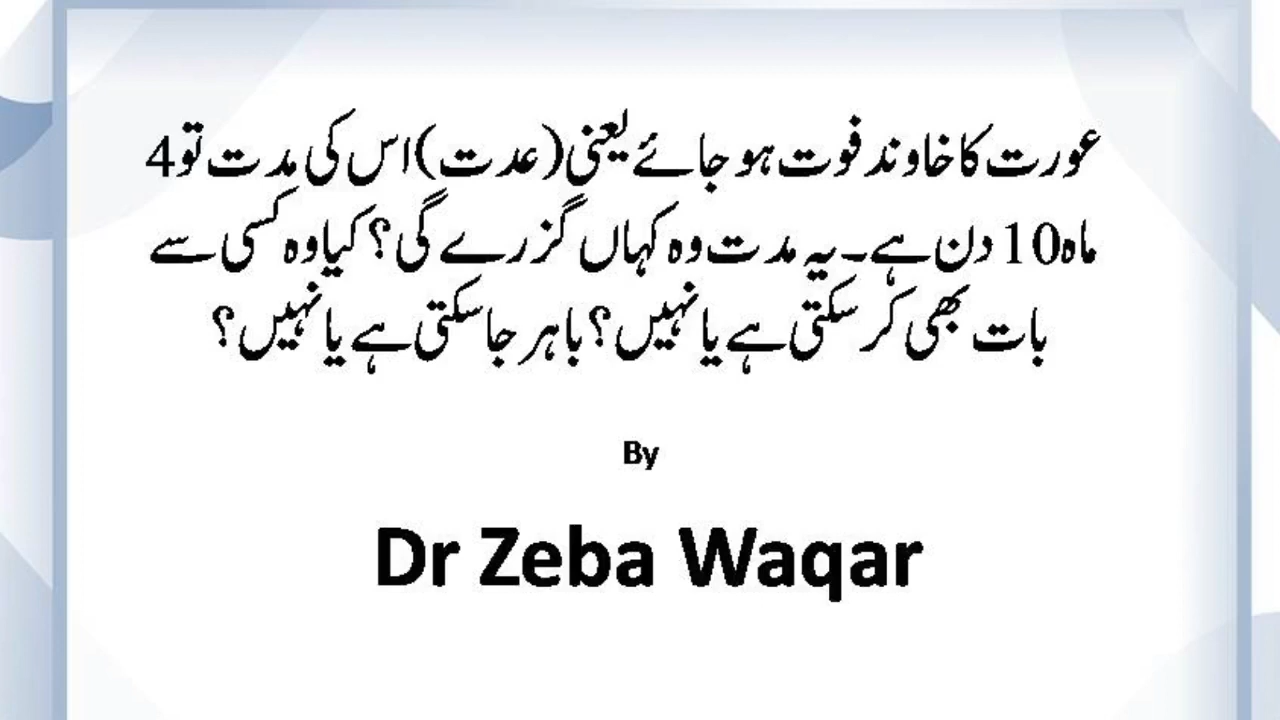 عورت کا خاوند فوت ہو جائے یعنی (عدت) اس کی مدت تو 4
ماہ 10 دن ہے۔ یہ مدت وہ کہاں گزرے گی؟ کیا وہ کسی سے
بات بھی کر سکتی ہے یا نہیں؟ باہر جا سکتی ہے یا نہیں؟
By
Dr Zeba Waqar